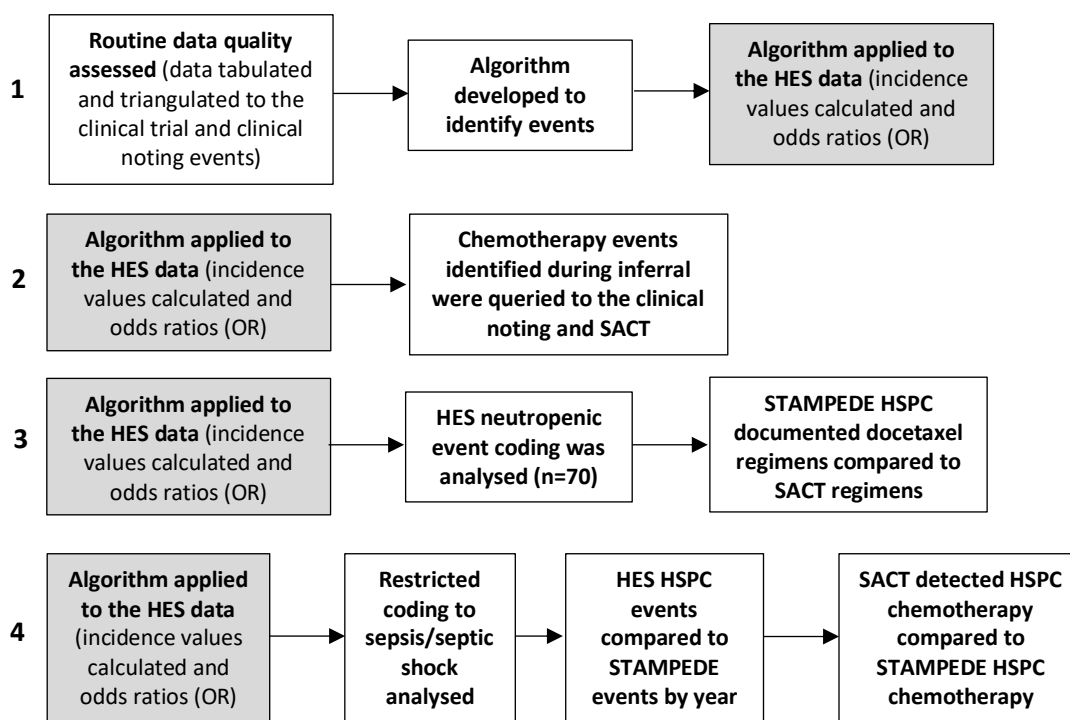 1
Routine data quality
assessed (data tabulated
and triangulated to the
clinical trial and clinical
noting events)
Algorithm
developed to
identify events
Algorithm applied to
the HES data (incidence
values calculated and
odds ratios (OR)
2
Algorithm applied to
the HES data (incidence
values calculated and
odds ratios (OR)
Chemotherapy events
identified during inferral
were queried to the clinical
noting and SACT
3
Algorithm applied to
the HES data (incidence
values calculated and
odds ratios (OR)
HES neutropenic
event coding was
analysed (n=70)
STAMPEDE HSPC
documented docetaxel
regimens compared to
SACT regimens
4
Algorithm applied
to the HES data
(incidence values
calculated and
odds ratios (OR)
Restricted
coding to
sepsis/septic
shock
analysed
HES HSPC
events
compared to
STAMPEDE
events by year
SACT detected HSPC
chemotherapy
compared to
STAMPEDE HSPC
chemotherapy